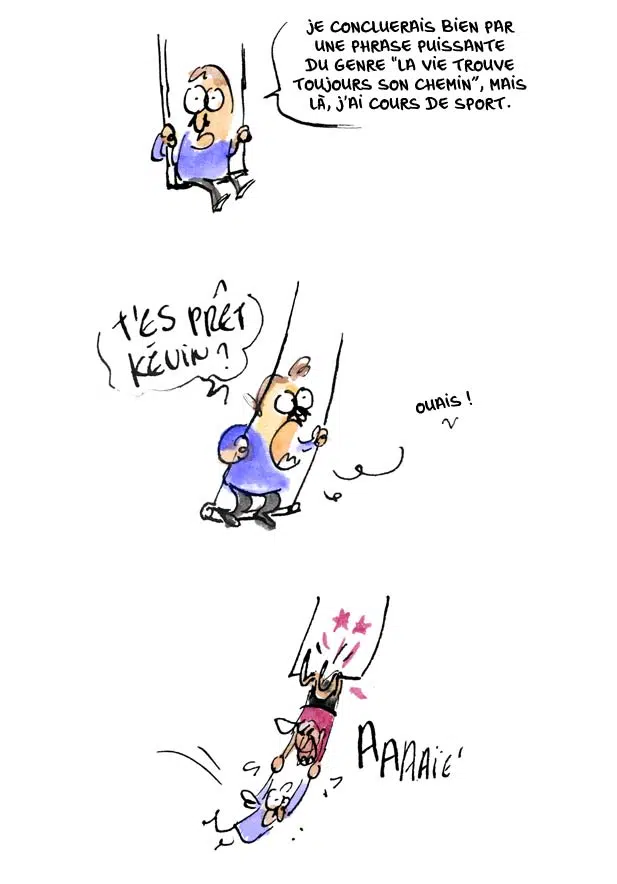 JE CONCLUERAIS BIEN PAR
UNE PHRASE PUISSANTE
DU GENRE "LA VIE TROUVE
TOUJOURS SON CHEMIN", MAIS
LÀ, J'AI COURS DE SPORT.
T'ES PRÊT
KÉVIN ?
OUAIS !
AAAAÏE'